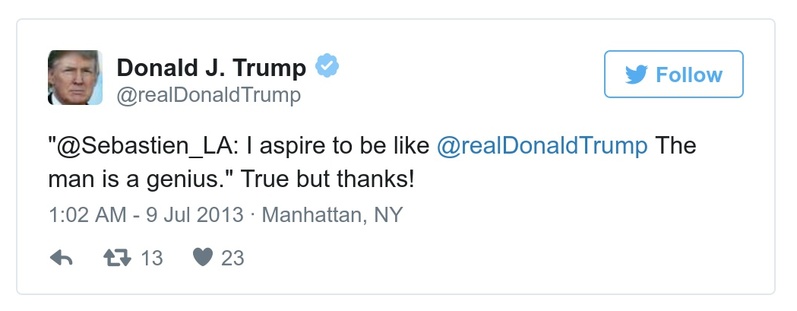 Donald J. Trump
@realDonaldTrump
Follow
"@Sebastien_LA: I aspire to be like @realDonaldTrump The
man is a genius." True but thanks!
1:02 AM - 9 Jul 2013 · Manhattan, NY
13 23